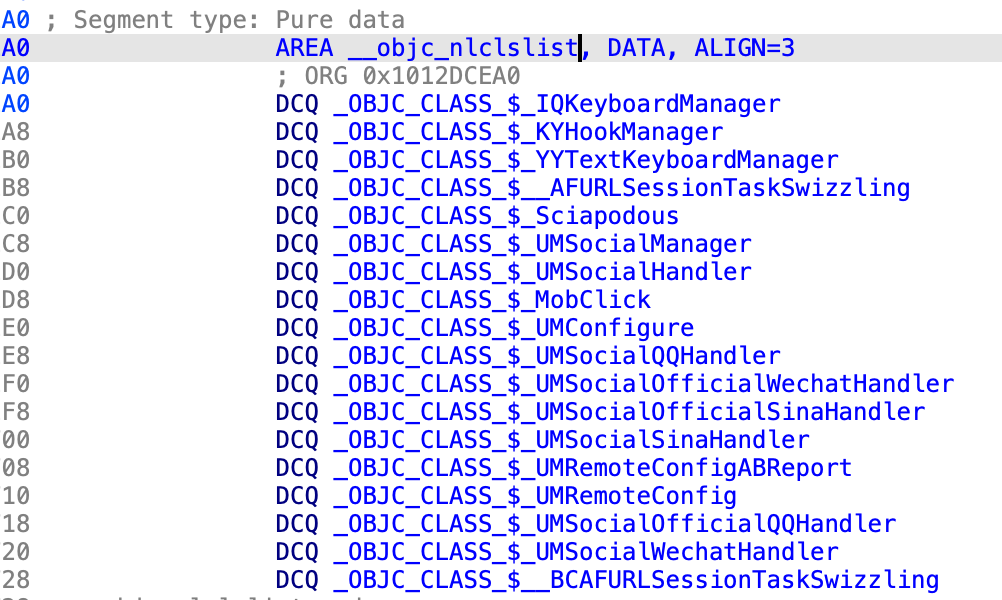 A0 ; Segment type: Pure data
A0 AREA __objc_nlclslist, DATA, ALIGN=3
A0 ; ORG 0x1012DCEA0
A0 DCQ _OBJC_CLASS_$_IQKeyboardManager
A8 DCQ _OBJC_CLASS_$_KYHookManager
B0 DCQ _OBJC_CLASS_$_YYTextKeyboardManager
B8 DCQ _OBJC_CLASS_$__AFURLSessionTaskSwizzling
C0 DCQ _OBJC_CLASS_$_Sciapodous
C8 DCQ _OBJC_CLASS_$_UMSocialManager
D0 DCQ _OBJC_CLASS_$_UMSocialHandler
D8 DCQ _OBJC_CLASS_$_MobClick
E0 DCQ _OBJC_CLASS_$_UMConfigure
E8 DCQ _OBJC_CLASS_$_UMSocialQQHandler
F0 DCQ _OBJC_CLASS_$_UMSocialOfficialWechatHandler
F8 DCQ _OBJC_CLASS_$_UMSocialOfficialSinaHandler
00 DCQ _OBJC_CLASS_$_UMSocialSinaHandler
08 DCQ _OBJC_CLASS_$_UMRemoteConfigABReport
10 DCQ _OBJC_CLASS_$_UMRemoteConfig
18 DCQ _OBJC_CLASS_$_UMSocialOfficialQQHandler
20 DCQ _OBJC_CLASS_$_UMSocialWechatHandler
28 DCQ _OBJC_CLASS_$__BCAFURLSessionTaskSwizzling